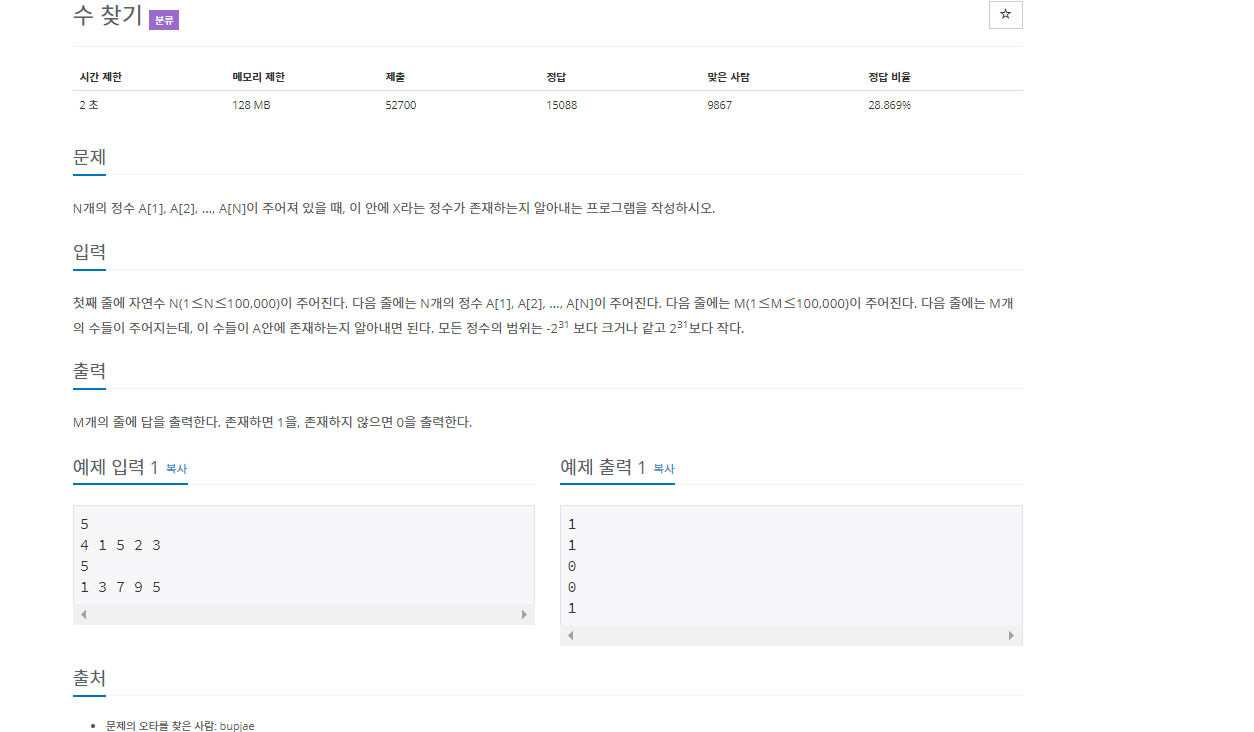 수 찾기 분류
☆
시간 제한 메모리 제한 제출 정답 맞은 사람 정답 비율
2 초 128 MB 52700 15088 9867 28.869%
문제
N개의 정수 A[1], A[2], …, A[N]이 주어져 있을 때, 이 안에 X라는 정수가 존재하는지 알아내는 프로그램을 작성하시오.
입력
첫째 줄에 자연수 N(1≤N≤100,000)이 주어진다. 다음 줄에는 N개의 정수 A[1], A[2], …, A[N]이 주어진다. 다음 줄에는 M(1≤M≤100,000)이 주어진다. 다음 줄에는 M개
의 수들이 주어지는데, 이 수들이 A안에 존재하는지 알아내면 된다. 모든 정수의 범위는 -2³¹ 보다 크거나 같고 2³¹보다 작다.
출력
M개의 줄에 답을 출력한다. 존재하면 1을, 존재하지 않으면 0을 출력한다.
예제 입력 1 복사
5
4 1 5 2 3
5
1 3 7 9 5
예제 출력 1 복사
1
1
0
0
1
출처
• 문제의 오타를 찾은 사람: bupjae